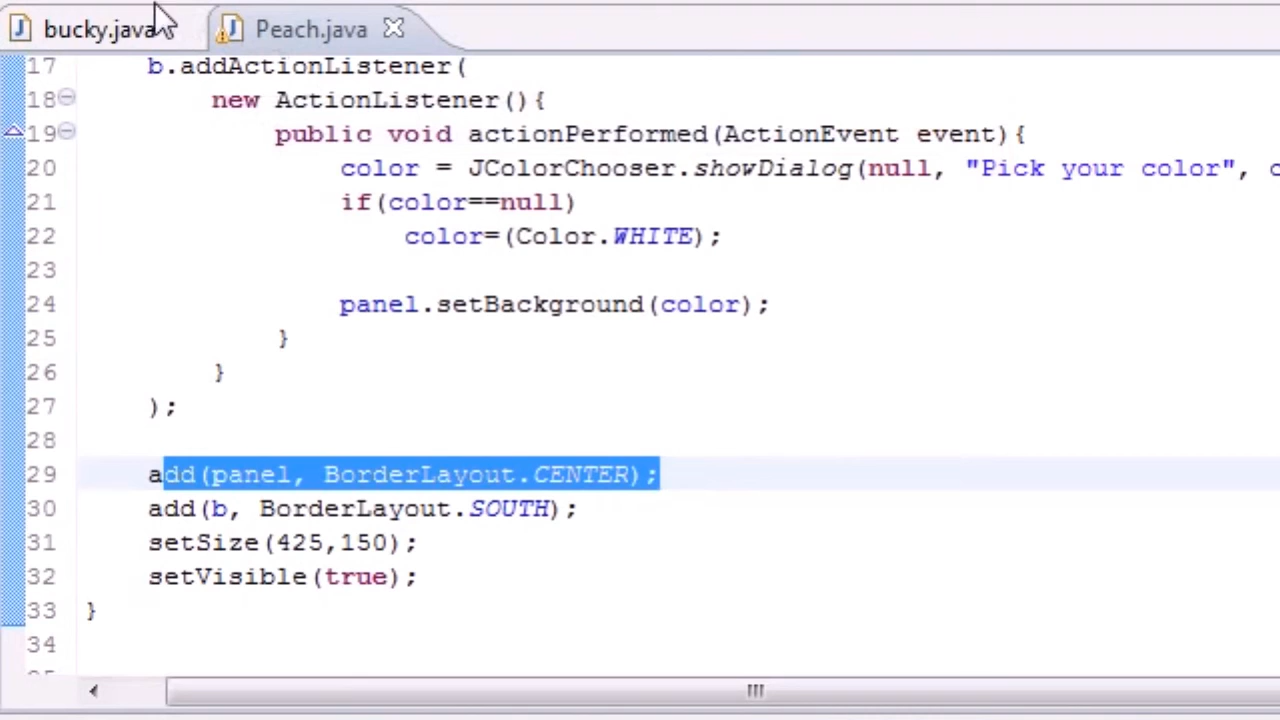 bucky.java Peach.java
17 b.addActionListener(
18 new ActionListener(){
19 public void actionPerformed(ActionEvent event){
20 color = JColorChooser.showDialog(null, "Pick your color", c
21 if(color==null)
22 color=(Color.WHITE);
23
24 panel.setBackground(color);
25 }
26 }
27 );
28
29 add(panel, BorderLayout.CENTER);
30 add(b, BorderLayout.SOUTH);
31 setSize(425,150);
32 setVisible(true);
33 }
34